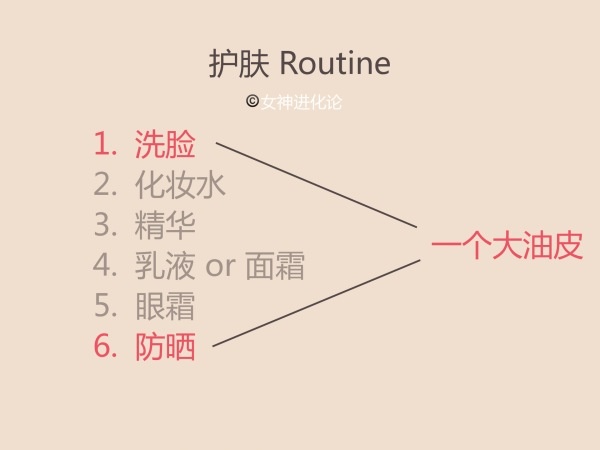 护肤 Routine
©女神进化论
1. 洗脸
2. 化妆水
3. 精华
4. 乳液 or 面霜
5. 眼霜
6. 防晒
一个大油皮